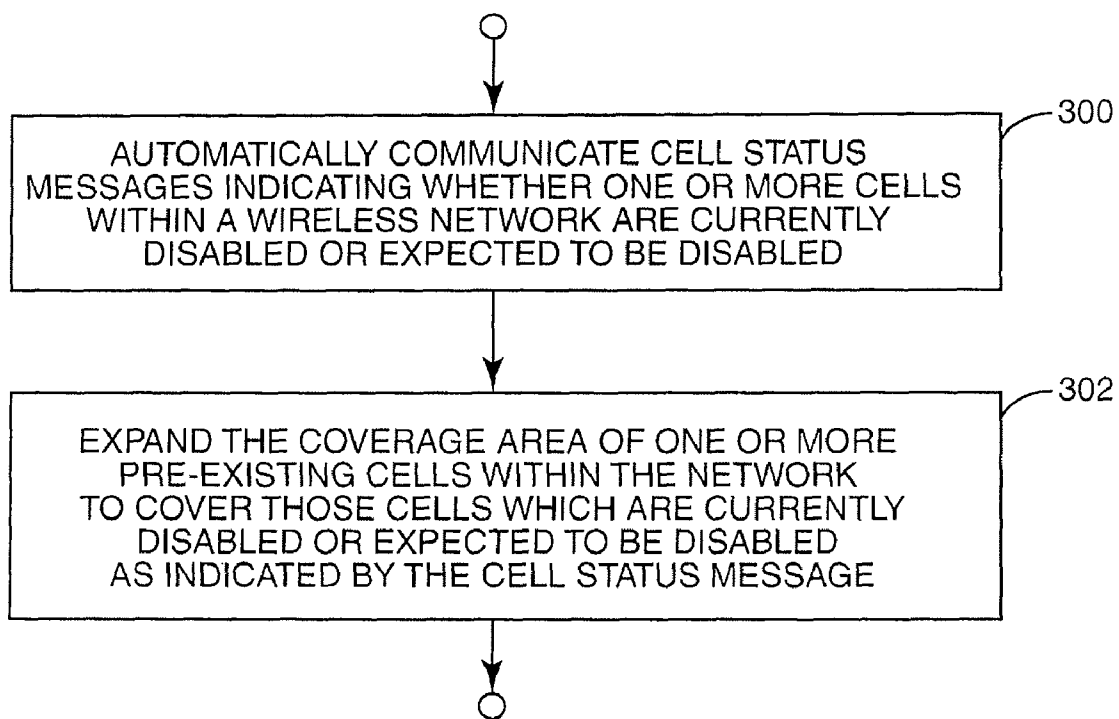 300
AUTOMATICALLY COMMUNICATE CELL STATUS
MESSAGES INDICATING WHETHER ONE OR MORE CELLS
WITHIN A WIRELESS NETWORK ARE CURRENTLY
DISABLED OR EXPECTED TO BE DISABLED
302
EXPAND THE COVERAGE AREA OF ONE OR MORE
PRE-EXISTING CELLS WITHIN THE NETWORK
TO COVER THOSE CELLS WHICH ARE CURRENTLY
DISABLED OR EXPECTED TO BE DISABLED
AS INDICATED BY THE CELL STATUS MESSAGE